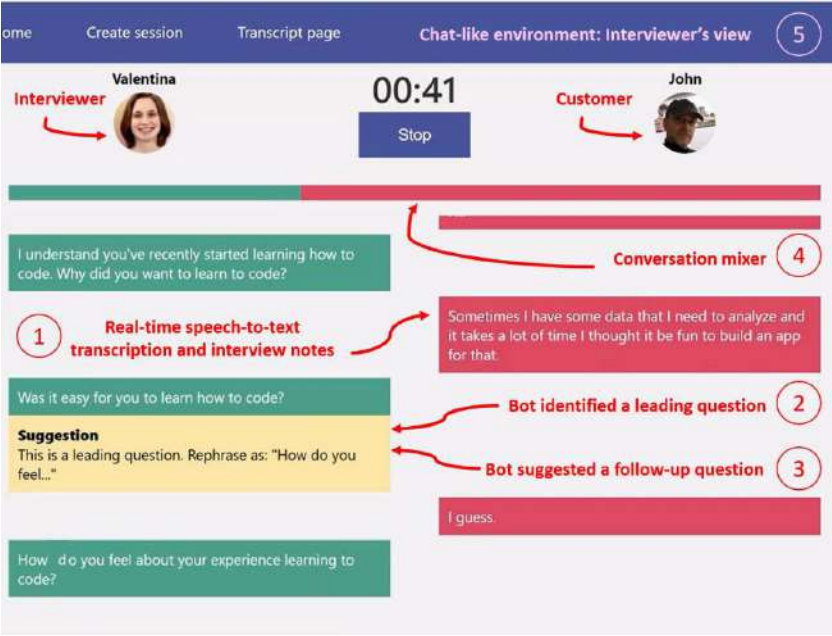 ome Create session Transcript page Chat-like environment: Interviewer's view 5
Valentina
00:41
John
Interviewer
Customer
Stop
I understand you've recently started learning how to
code. Why did you want to learn to code?
Conversation mixer 4
1 Real-time speech-to-text
transcription and interview notes
Sometimes I have some data that I need to analyze and
it takes a lot of time I thought it be fun to build an app
for that.
Was it easy for you to learn how to code?
Bot identified a leading question 2
Suggestion
This is a leading question. Rephrase as: "How do you
feel..."
Bot suggested a follow-up question 3
I guess.
How do you feel about your experience learning to
code?